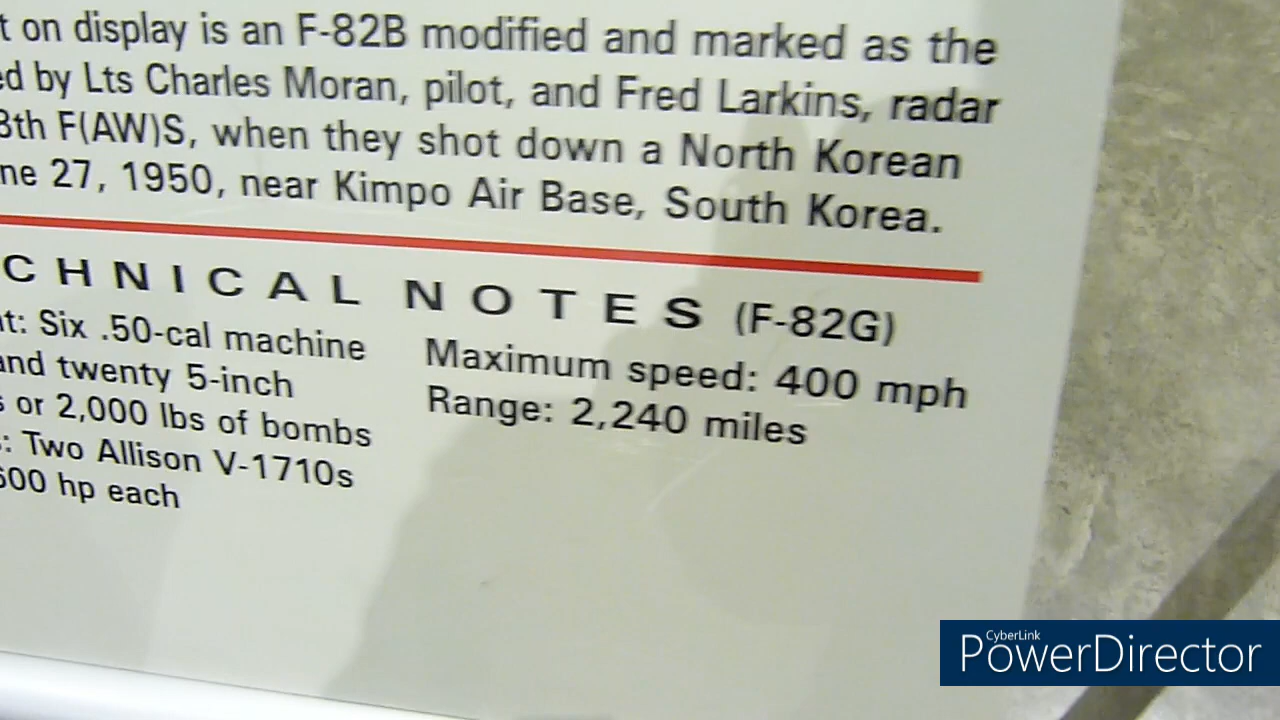 t on display is an F-82B modified and marked as the
ed by Lts Charles Moran, pilot, and Fred Larkins, radar
8th F(AW)S, when they shot down a North Korean
ne 27, 1950, near Kimpo Air Base, South Korea.
CHNICAL NOTES (F-82G)
t: Six .50-cal machine
and twenty 5-inch
s or 2,000 lbs of bombs
s: Two Allison V-1710s
600 hp each
Maximum speed: 400 mph
Range: 2,240 miles
CyberLink
PowerDirector